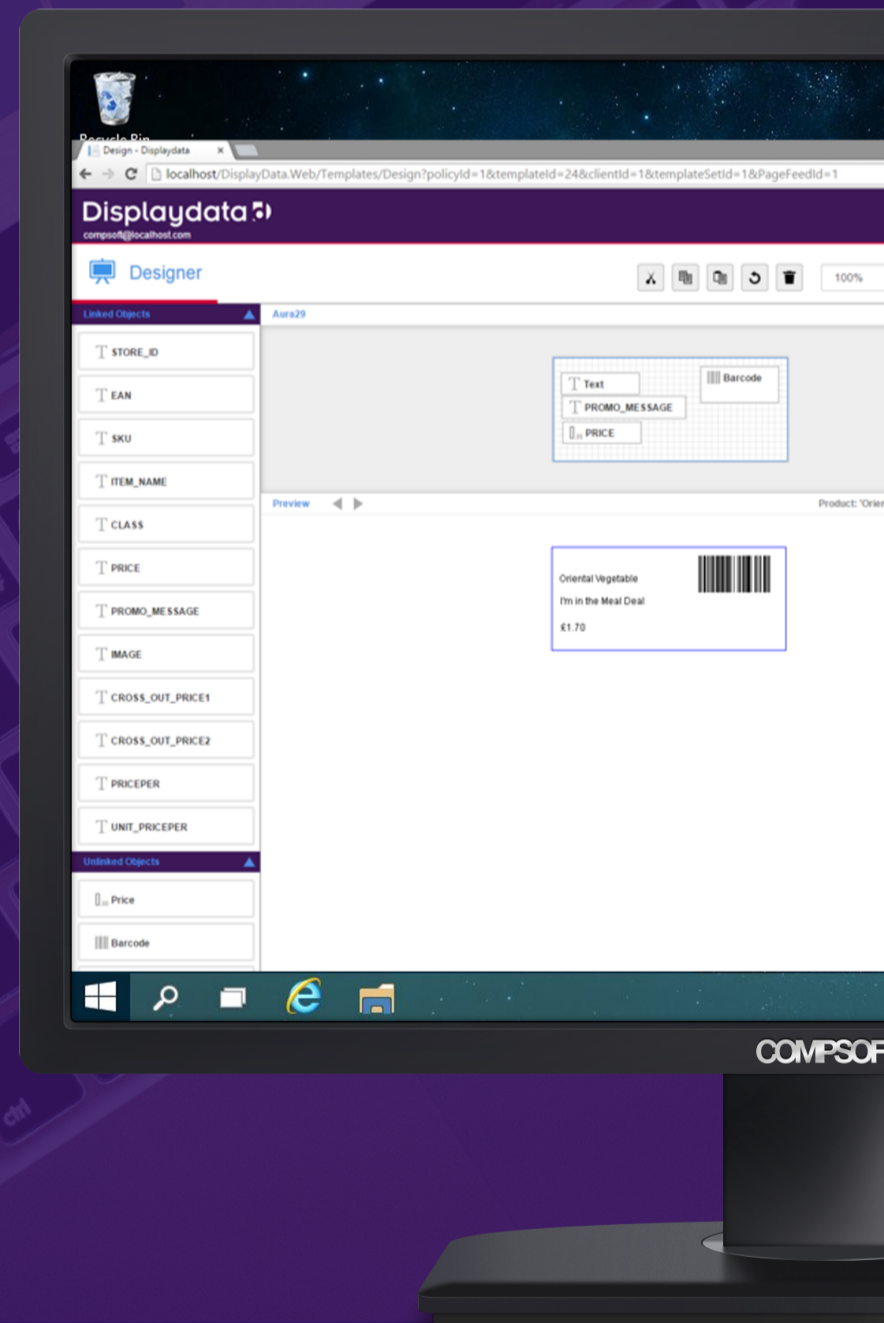 Recycle Bin
Design - Displaydata x
localhost/DisplayData.Web/Templates/Design?policyId=1&templateId=24&clientId=1&templateSetId=1&PageFeedId=1
Displaydata
compsoft@localhost.com
Designer
100%
Linked Objects
Aura29
STORE_ID
EAN
SKU
ITEM_NAME
CLASS
PRICE
PROMO_MESSAGE
IMAGE
CROSS_OUT_PRICE1
CROSS_OUT_PRICE2
PRICEPER
UNIT_PRICEPER
Unlinked Objects
Price
Barcode
Text
Barcode
PROMO_MESSAGE
PRICE
Preview
Product: 'Orien
Oriental Vegetable
I'm in the Meal Deal
£1.70
COMPSOF
ctrl